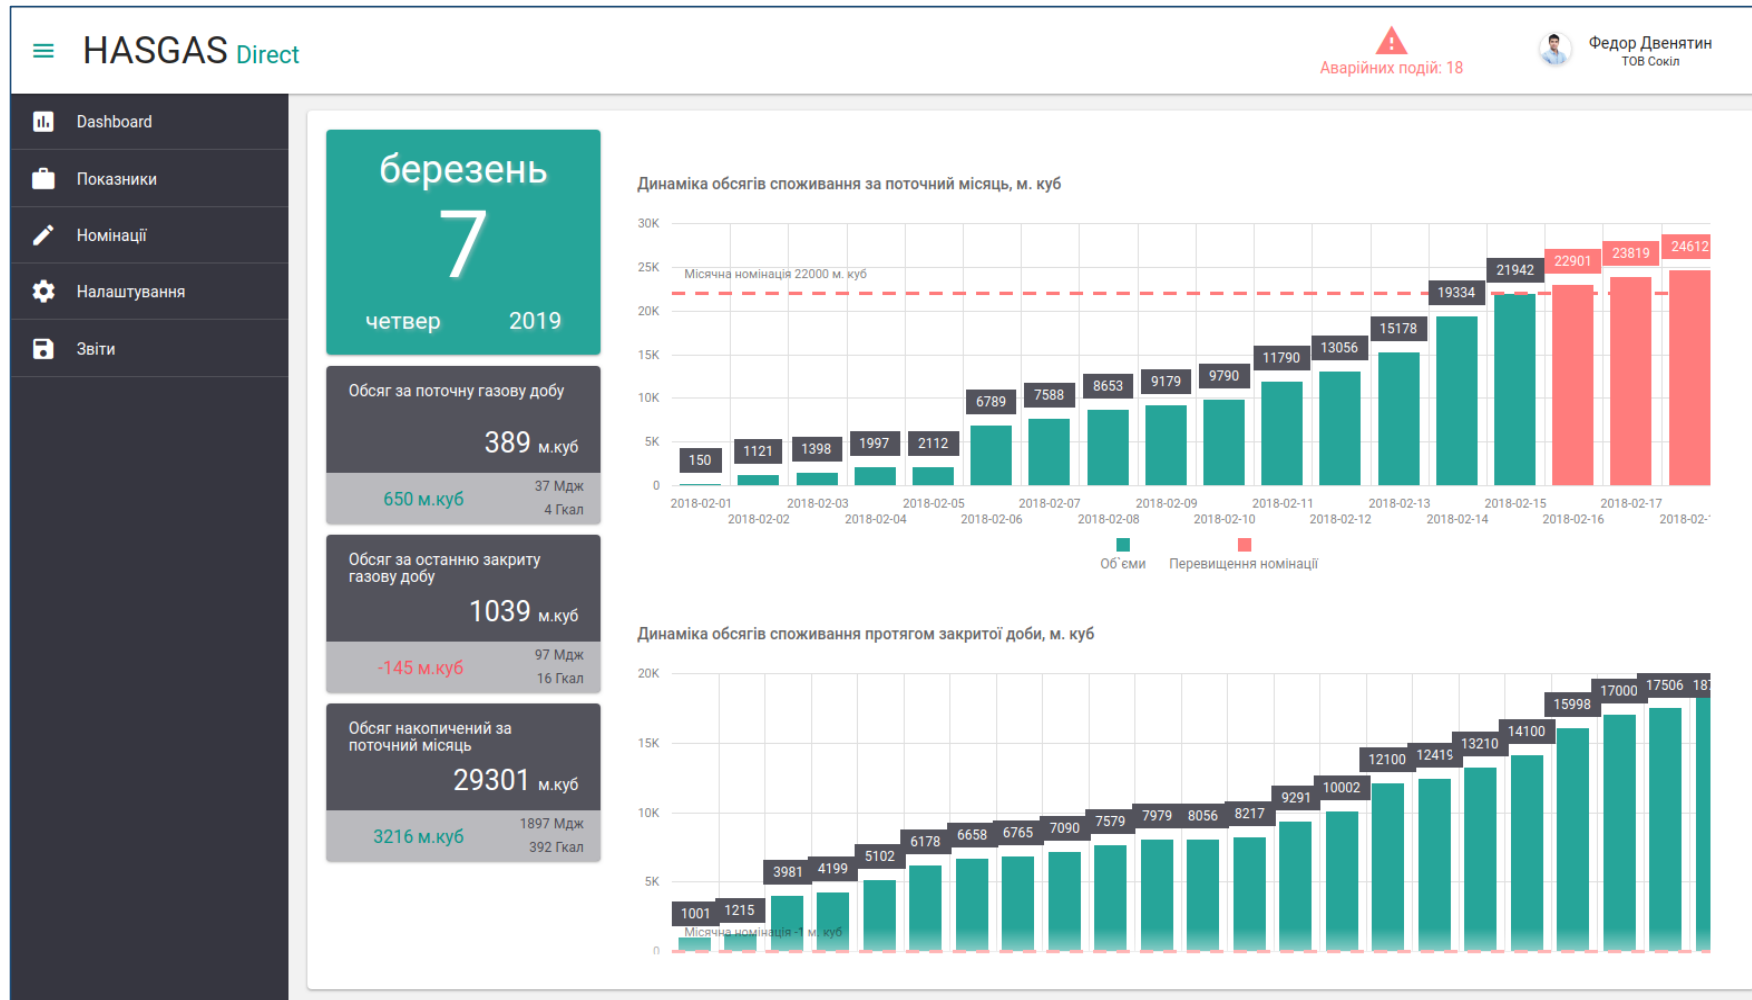 HASGAS Direct
Аварійних подій: 18
Федор Двенятин
ТОВ Сокіл
Dashboard
Показники
Номінації
Налаштування
Звіти
березень
7
четвер 2019
Обсяг за поточну газову добу
389 м.куб
650 м.куб
37 Мдж
4 Гкал
Обсяг за останню закриту
газову добу
1039 м.куб
-145 м.куб
97 Мдж
16 Гкал
Обсяг накопичений за
поточний місяць
29301 м.куб
3216 м.куб
1897 Мдж
392 Гкал
Динаміка обсягів споживання за поточний місяць, м. куб
30K
25K
20K
15K
10K
5K
0
Місячна номінація 22000 м. куб
150 1121 1398 1997 2112 6789 7588 8653 9179 9790 11790 13056 15178 19334 21942 22901 23819 24612
2018-02-01 2018-02-03 2018-02-05 2018-02-07 2018-02-09 2018-02-11 2018-02-13 2018-02-15 2018-02-17
2018-02-02 2018-02-04 2018-02-06 2018-02-08 2018-02-10 2018-02-12 2018-02-14 2018-02-16
Об`єми Перевищення номінації
Динаміка обсягів споживання протягом закритої доби, м. куб
20K
15K
10K
5K
0
1001 1215 3981 4199 5102 6178 6658 6765 7090 7579 7979 8056 8217 9291 10002 12100 12419 13210 14100 15998 17000 17506
Місячна номінація -1 м. куб